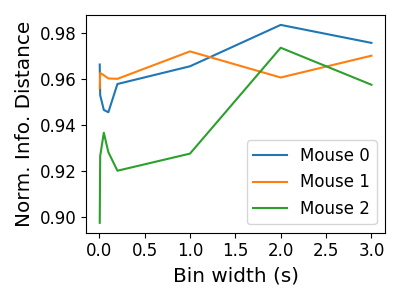 Norm. Info. Distance
0.98
0.96
0.94
0.92
0.90
Mouse 0
Mouse 1
Mouse 2
0.0 0.5 1.0 1.5 2.0 2.5 3.0
Bin width (s)